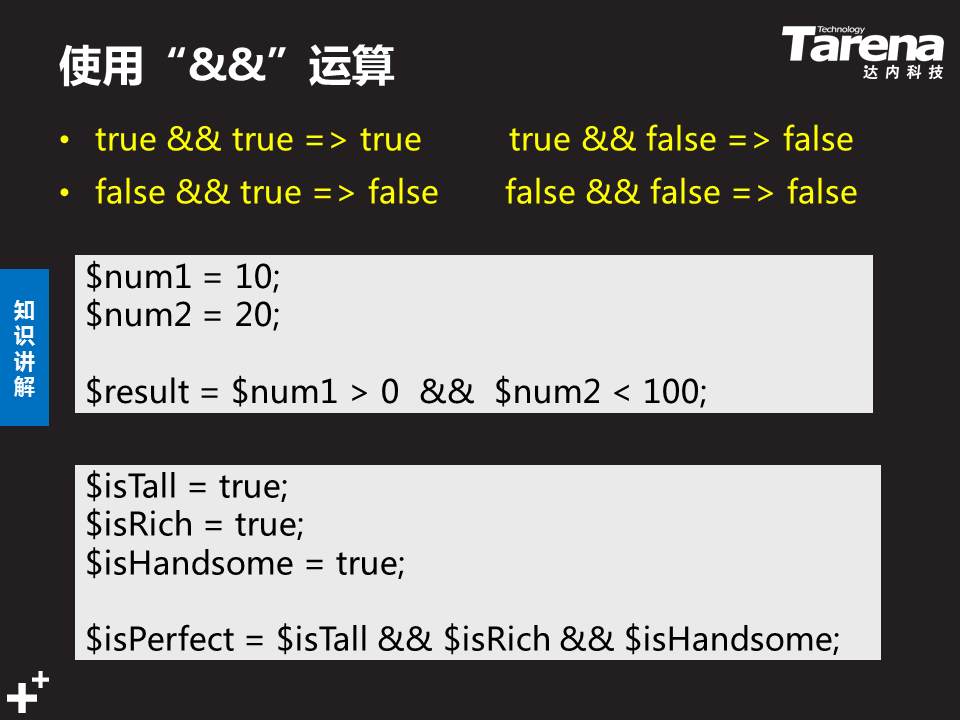 使用“&&”运算
Technology
Tarena
达内科技
• true && true => true true && false => false
• false && true => false false && false => false
知识讲解
$num1 = 10;
$num2 = 20;
$result = $num1 > 0 && $num2 < 100;
$isTall = true;
$isRich = true;
$isHandsome = true;
$isPerfect = $isTall && $isRich && $isHandsome;